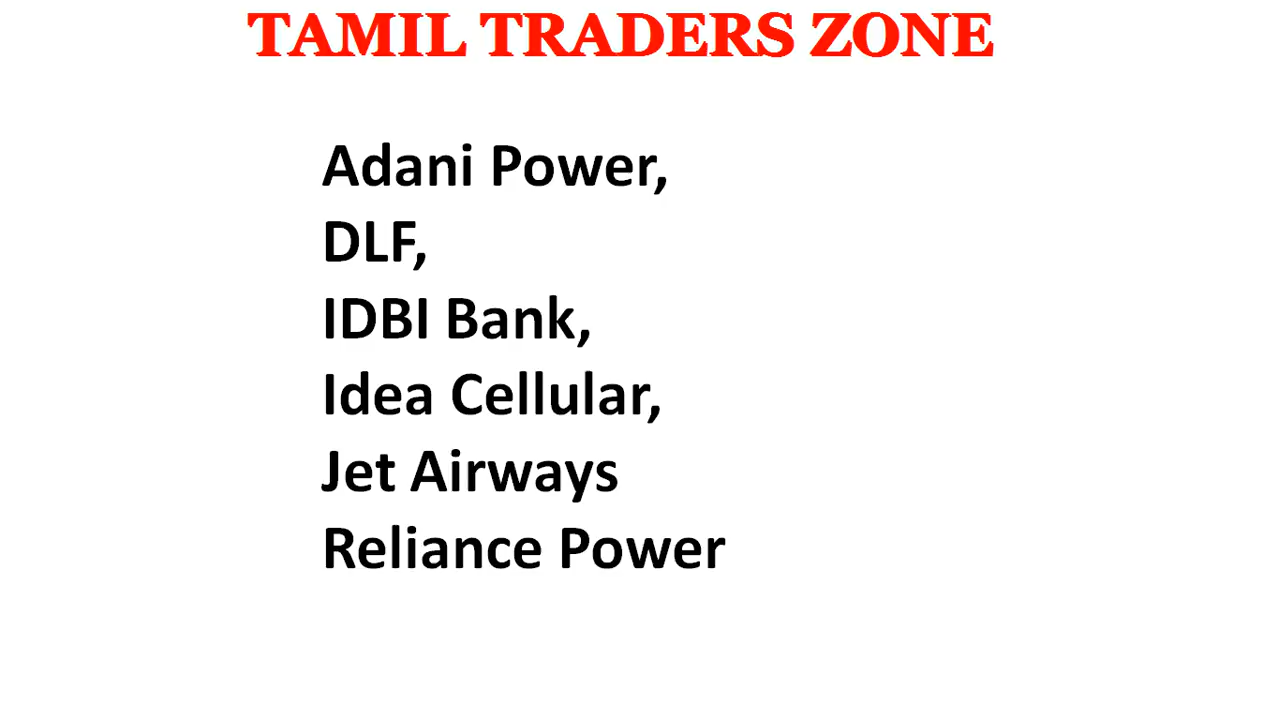 TAMIL TRADERS ZONE
Adani Power,
DLF,
IDBI Bank,
Idea Cellular,
Jet Airways
Reliance Power